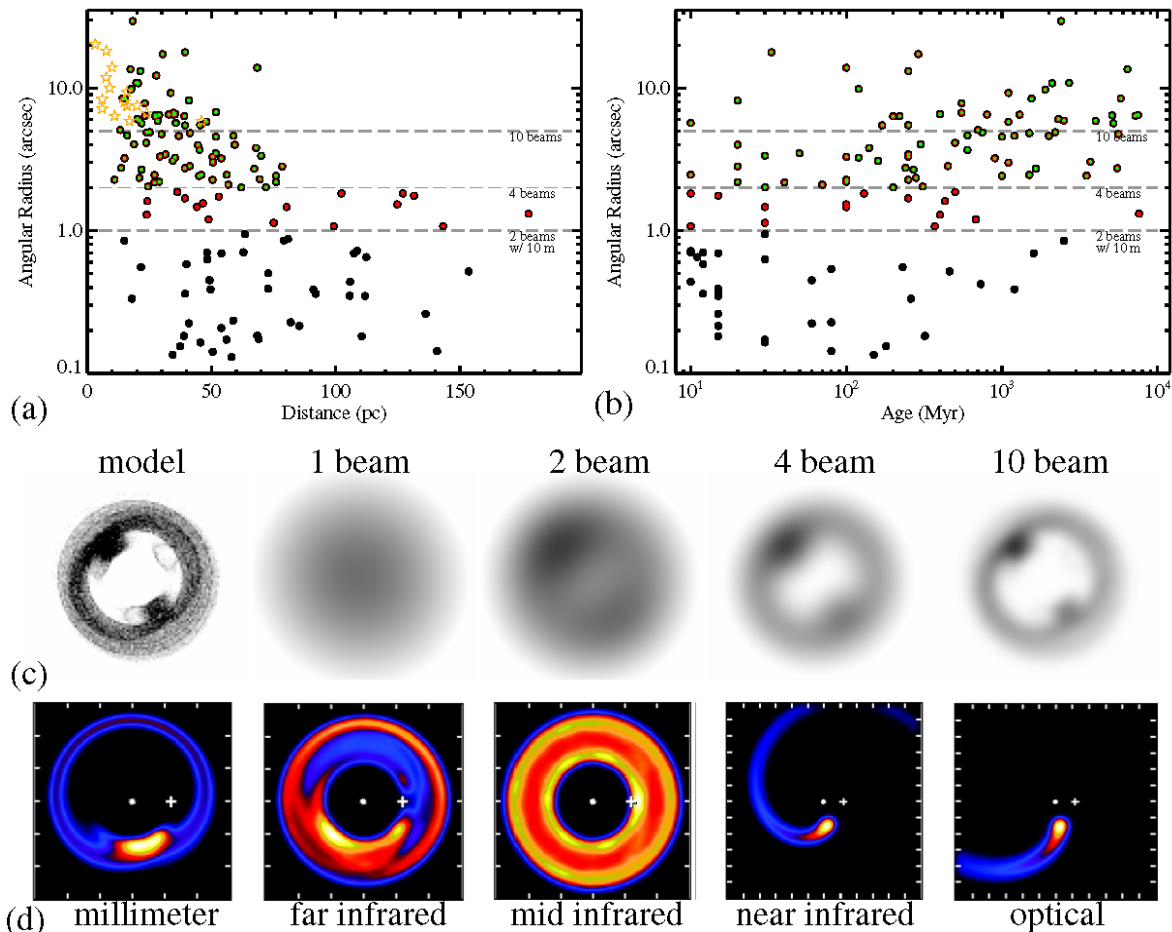 10.0
1.0
0.1
Angular Radius (arcsec)
10 beams
4 beams
2 beams
w/ 10 m
0 50 100 150
Distance (pc)
(a)
10.0
1.0
0.1
Angular Radius (arcsec)
10 beams
4 beams
2 beams
w/ 10 m
10¹ 10² 10³ 10⁴
Age (Myr)
(b)
model 1 beam 2 beam 4 beam 10 beam
(c)
(d) millimeter far infrared mid infrared near infrared optical